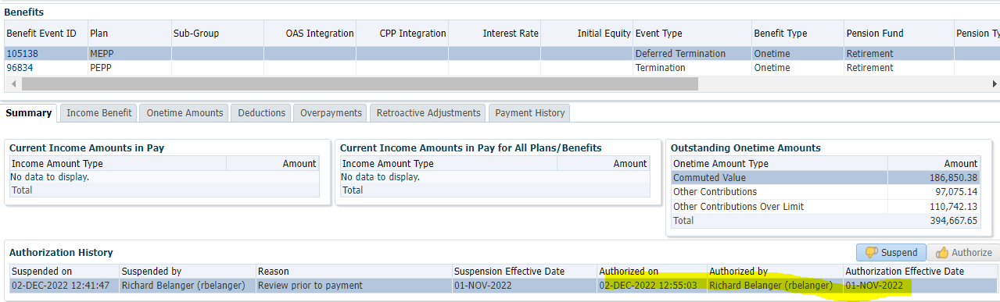 Benefits
Benefit Event ID Plan Sub-Group OAS Integration CPP Integration Interest Rate Initial Equity Event Type Benefit Type Pension Fund Pension Ty
105138 MEPP Deferred Termination Onetime Retirement
96834 PEPP Termination Onetime Retirement
Summary Income Benefit Onetime Amounts Deductions Overpayments Retroactive Adjustments Payment History
Current Income Amounts in Pay Current Income Amounts in Pay for All Plans/Benefits Outstanding Onetime Amounts
Income Amount Type Amount Income Amount Type Amount Onetime Amount Type Amount
No data to display. No data to display. Commuted Value 186,850.38
Total Total Other Contributions 97,075.14
Other Contributions Over Limit 110,742.13
Total 394,667.65
Authorization History Suspend Authorize
Suspended on Suspended by Reason Suspension Effective Date Authorized on Authorized by Authorization Effective Date
02-DEC-2022 12:41:47 Richard Belanger (rbelanger) Review prior to payment 01-NOV-2022 02-DEC-2022 12:55:03 Richard Belanger (rbelanger) 01-NOV-2022